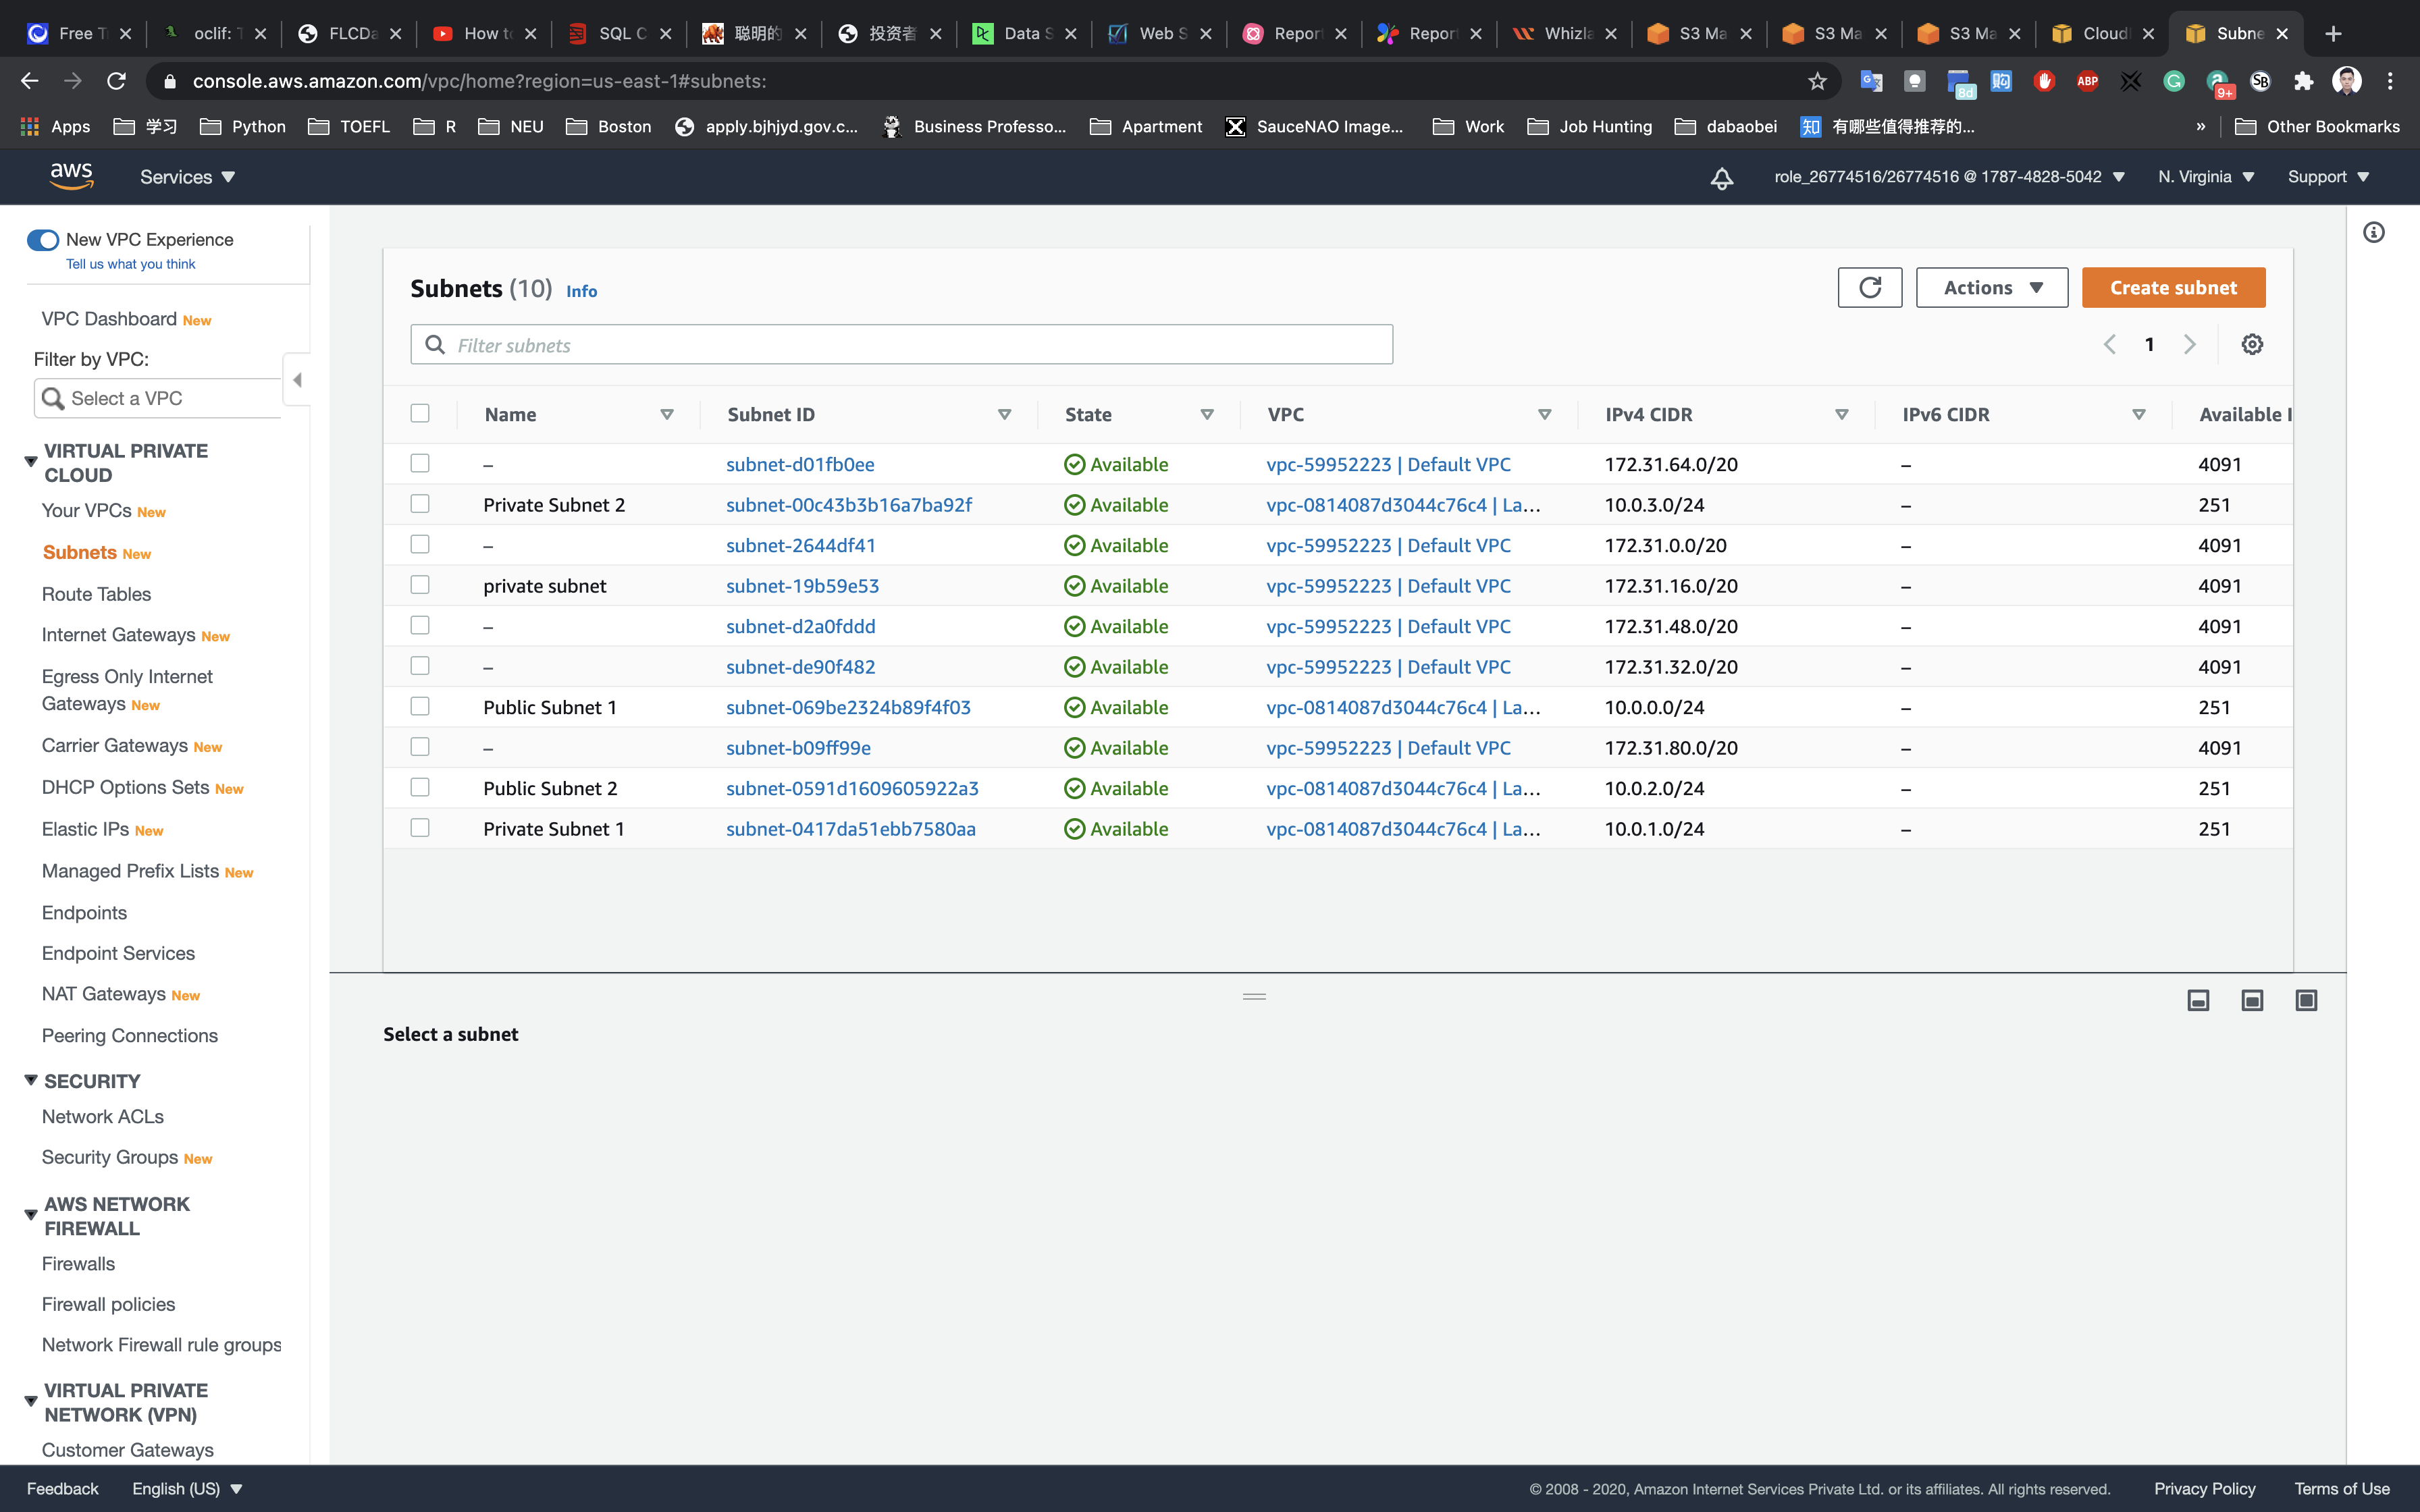 Free T
oclif: T
FLCDa
How to
SQL C
聪明的
投资者
Data S
Web S
Report
Report
Whizla
S3 Ma
S3 Ma
S3 Ma
Cloudl
Subne
console.aws.amazon.com/vpc/home?region=us-east-1#subnets:
8d
ABP
9+
SB
Apps
学习
Python
TOEFL
R
NEU
Boston
apply.bjhjyd.gov.c...
Business Professo...
Apartment
SauceNAO Image...
Work
Job Hunting
dabaobei
知 有哪些值得推荐的...
»
Other Bookmarks
aws
Services
role_26774516/26774516 @ 1787-4828-5042
N. Virginia
Support
New VPC Experience
Tell us what you think
VPC Dashboard New
Filter by VPC:
Select a VPC
VIRTUAL PRIVATE
CLOUD
Your VPCs New
Subnets New
Route Tables
Internet Gateways New
Egress Only Internet
Gateways New
Carrier Gateways New
DHCP Options Sets New
Elastic IPs New
Managed Prefix Lists New
Endpoints
Endpoint Services
NAT Gateways New
Peering Connections
SECURITY
Network ACLs
Security Groups New
AWS NETWORK
FIREWALL
Firewalls
Firewall policies
Network Firewall rule groups
VIRTUAL PRIVATE
NETWORK (VPN)
Customer Gateways
Subnets (10) Info
Actions
Create subnet
Filter subnets
1
Name Subnet ID State VPC IPv4 CIDR IPv6 CIDR Available I
– subnet-d01fb0ee Available vpc-59952223 | Default VPC 172.31.64.0/20 – 4091
Private Subnet 2 subnet-00c43b3b16a7ba92f Available vpc-0814087d3044c76c4 | La... 10.0.3.0/24 – 251
– subnet-2644df41 Available vpc-59952223 | Default VPC 172.31.0.0/20 – 4091
private subnet subnet-19b59e53 Available vpc-59952223 | Default VPC 172.31.16.0/20 – 4091
– subnet-d2a0fddd Available vpc-59952223 | Default VPC 172.31.48.0/20 – 4091
– subnet-de90f482 Available vpc-59952223 | Default VPC 172.31.32.0/20 – 4091
Public Subnet 1 subnet-069be2324b89f4f03 Available vpc-0814087d3044c76c4 | La... 10.0.0.0/24 – 251
– subnet-b09ff99e Available vpc-59952223 | Default VPC 172.31.80.0/20 – 4091
Public Subnet 2 subnet-0591d1609605922a3 Available vpc-0814087d3044c76c4 | La... 10.0.2.0/24 – 251
Private Subnet 1 subnet-0417da51ebb7580aa Available vpc-0814087d3044c76c4 | La... 10.0.1.0/24 – 251
Select a subnet
Feedback
English (US)
© 2008 - 2020, Amazon Internet Services Private Ltd. or its affiliates. All rights reserved.
Privacy Policy
Terms of Use